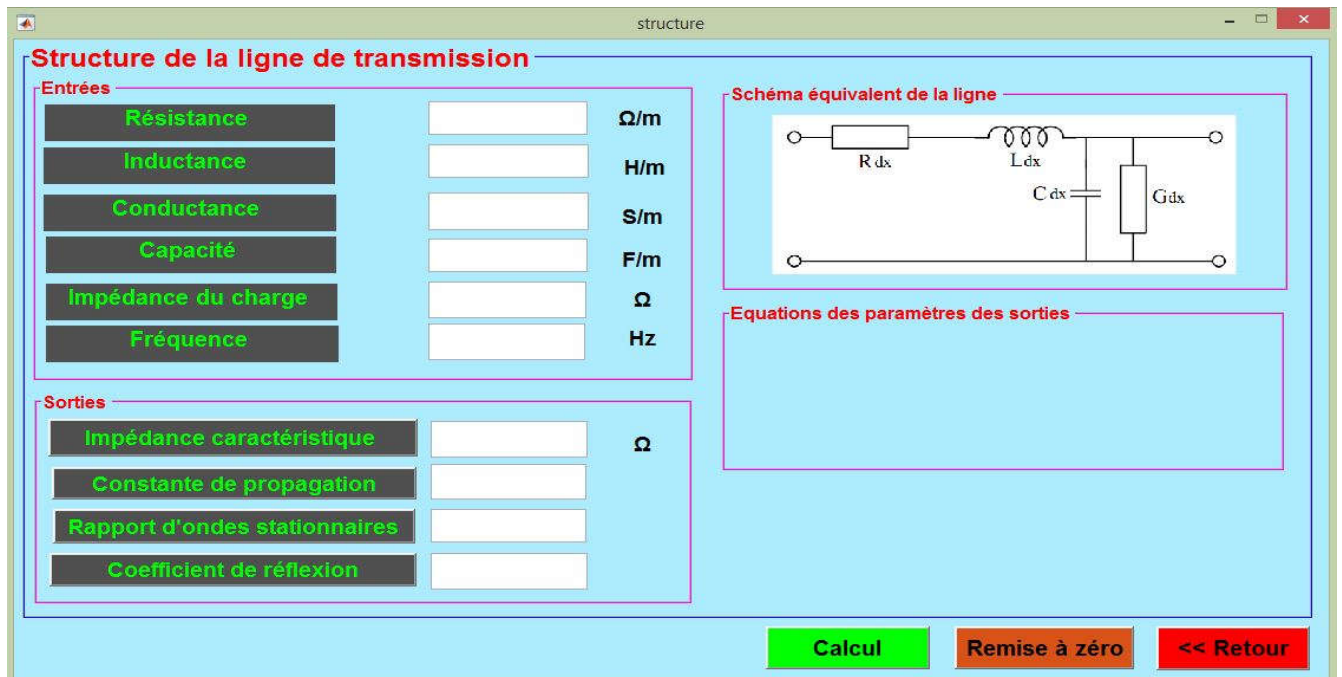 structure
Structure de la ligne de transmission
Entrées
Résistance Ω/m
Inductance H/m
Conductance S/m
Capacité F/m
Impédance du charge Ω
Fréquence Hz
Sorties
Impédance caractéristique Ω
Constante de propagation
Rapport d'ondes stationnaires
Coefficient de réflexion
Schéma équivalent de la ligne
R dx
L dx
C dx
G dx
Equations des paramètres des sorties
Calcul
Remise à zéro
<< Retour